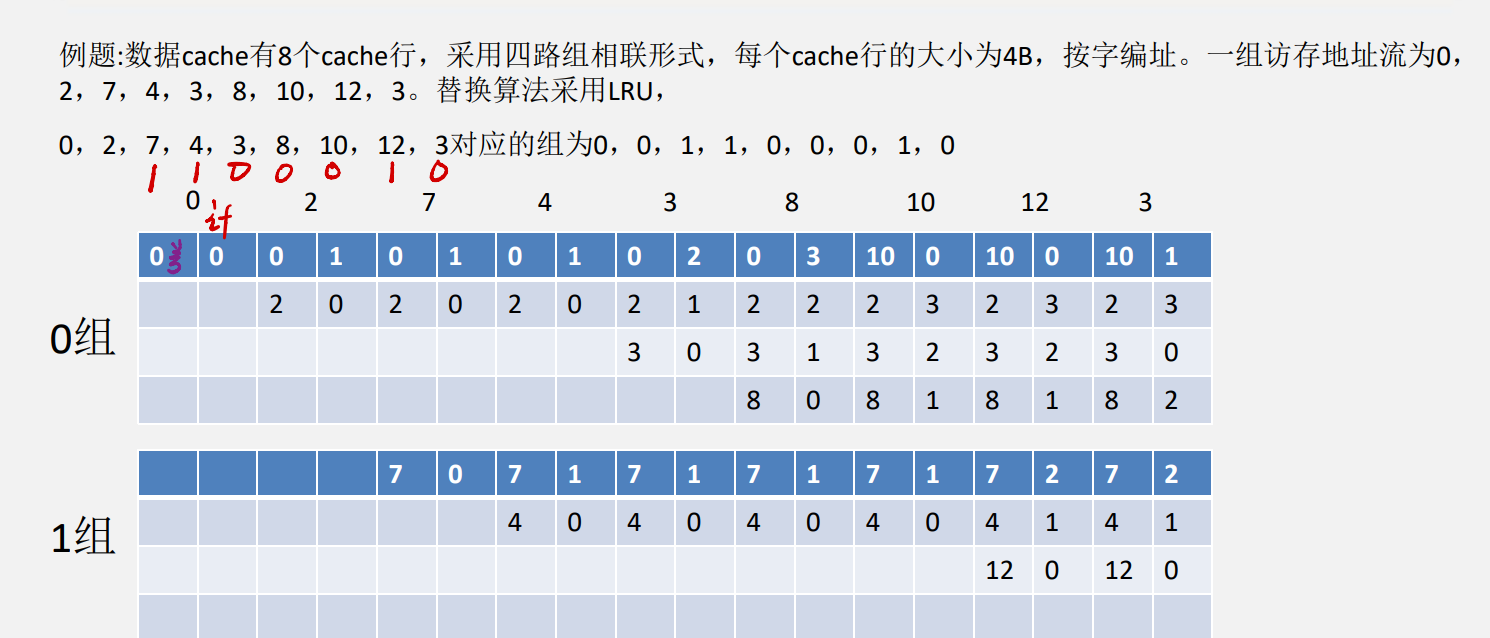 例题:数据cache有8个cache行，采用四路组相联形式，每个cache行的大小为4B，按字编址。一组访存地址流为0，
2，7，4，3，8，10，12，3。替换算法采用LRU，
0，2，7，4，3，8，10，12，3对应的组为0，0，1，1，0，0，0，1，0
1 1 0 0 0 1 0
0 2 7 4 3 8 10 12 3
if
0 0 0 1 0 1 0 1 0 2 0 3 10 0 10 0 10 1
2 0 2 0 2 0 2 1 2 2 2 3 2 3 2 3
0组
3 0 3 1 3 2 3 2 3 0
8 0 8 1 8 1 8 2
7 0 7 1 7 1 7 1 7 1 7 2 7 2
1组
4 0 4 0 4 0 4 0 4 1 4 1
12 0 12 0